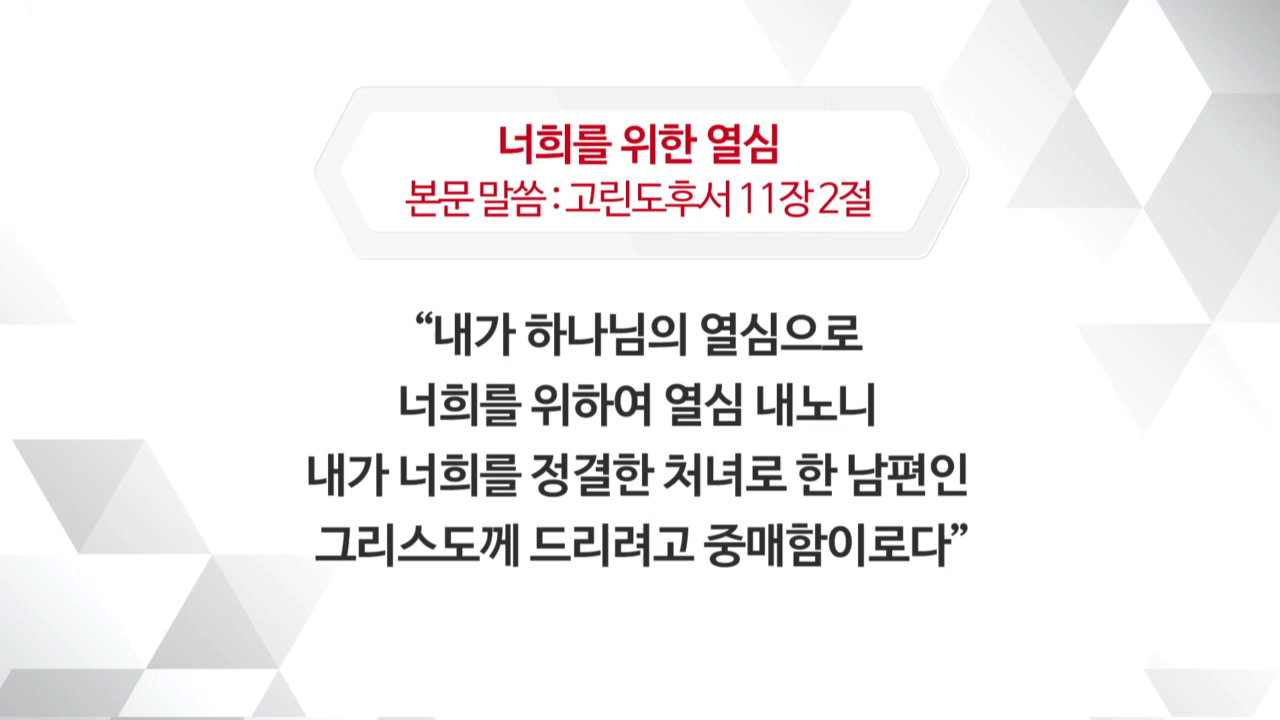 너희를 위한 열심
본문 말씀 : 고린도후서 11장 2절
“내가 하나님의 열심으로
너희를 위하여 열심 내노니
내가 너희를 정결한 처녀로 한 남편인
그리스도께 드리려고 중매함이로다”